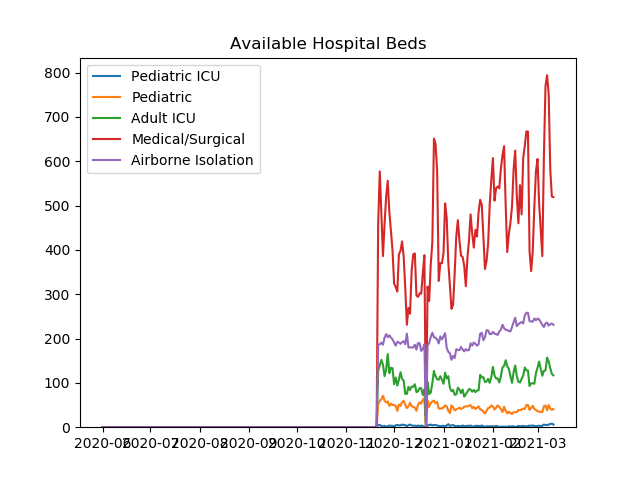 Available Hospital Beds
Pediatric ICU
Pediatric
Adult ICU
Medical/Surgical
Airborne Isolation
800
700
600
500
400
300
200
100
0
2020-06 2020-07 2020-08 2020-09 2020-10 2020-11 2020-12 2021-01 2021-02 2021-03